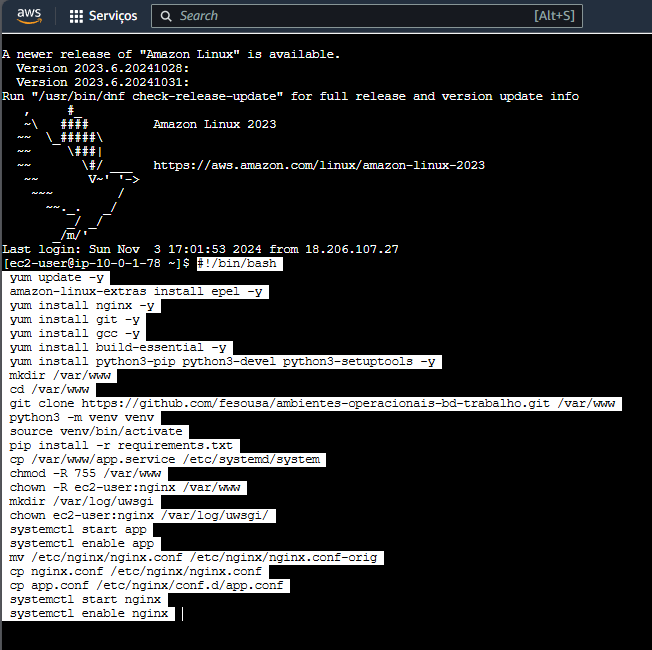 aws Serviços Search [Alt+S]
A newer release of "Amazon Linux" is available.
Version 2023.6.20241028:
Version 2023.6.20241031:
Run "/usr/bin/dnf check-release-update" for full release and version update info
   ,     #_
   ~\_  ####_        Amazon Linux 2023
  ~~  \_#####\
  ~~     \###|
  ~~       \#/ ___   https://aws.amazon.com/linux/amazon-linux-2023
   ~~       V~' '->
    ~~~         /
      ~~._.   _/
         _/ _/
       _/m/'
Last login: Sun Nov  3 17:01:53 2024 from 18.206.107.27
[ec2-user@ip-10-0-1-78 ~]$ #!/bin/bash
yum update -y
amazon-linux-extras install epel -y
yum install nginx -y
yum install git -y
yum install gcc -y
yum install build-essential -y
yum install python3-pip python3-devel python3-setuptools -y
mkdir /var/www
cd /var/www
git clone https://github.com/fesousa/ambientes-operacionais-bd-trabalho.git /var/www
python3 -m venv venv
source venv/bin/activate
pip install -r requirements.txt
cp /var/www/app.service /etc/systemd/system
chmod -R 755 /var/www
chown -R ec2-user:nginx /var/www
mkdir /var/log/uwsgi
chown ec2-user:nginx /var/log/uwsgi/
systemctl start app
systemctl enable app
mv /etc/nginx/nginx.conf /etc/nginx/nginx.conf-orig
cp nginx.conf /etc/nginx/nginx.conf
cp app.conf /etc/nginx/conf.d/app.conf
systemctl start nginx
systemctl enable nginx